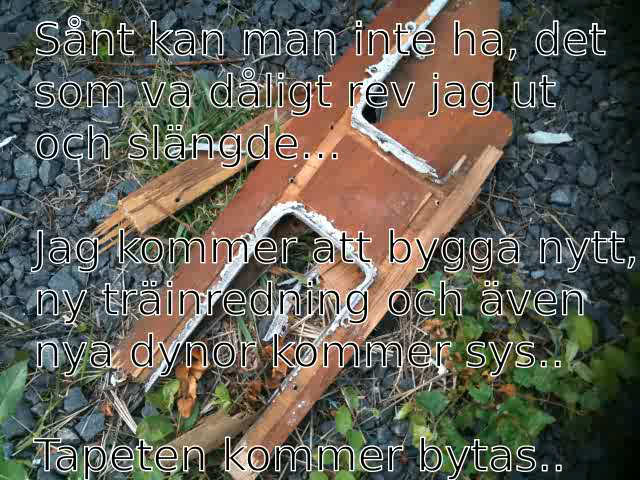 Sånt kan man inte ha, det
som va dåligt rev jag ut
och slängde...
Jag kommer att bygga nytt,
ny träinredning och även
nya dynor kommer sys..
Tapeten kommer bytas..